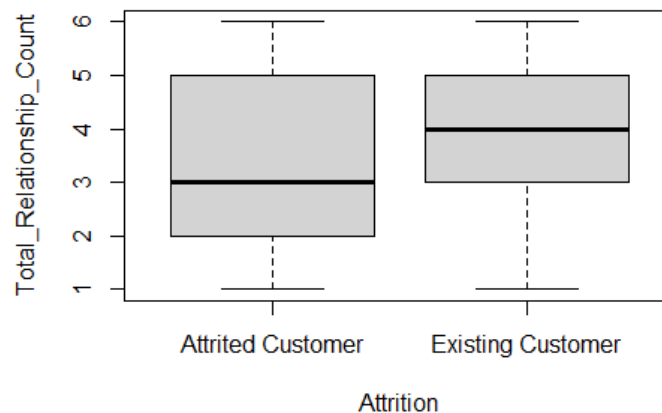 Total_Relationship_Count
6
5
4
3
2
1
Attrited Customer
Existing Customer
Attrition